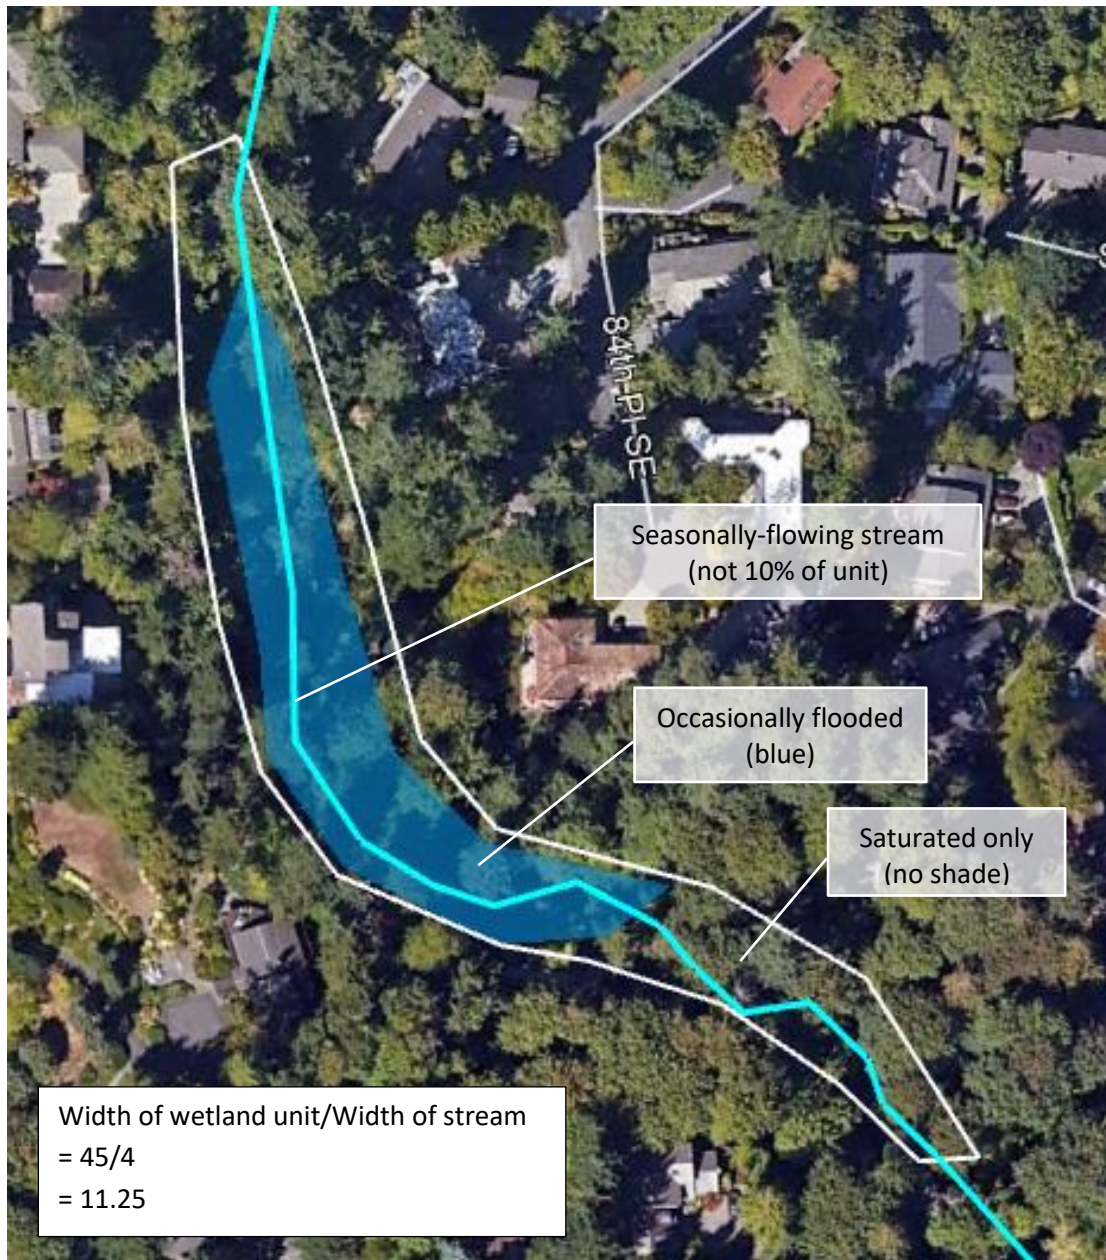 84th-Pl-SE
Seasonally-flowing stream
(not 10% of unit)
Occasionally flooded
(blue)
Saturated only
(no shade)
Width of wetland unit/Width of stream
= 45/4
= 11.25